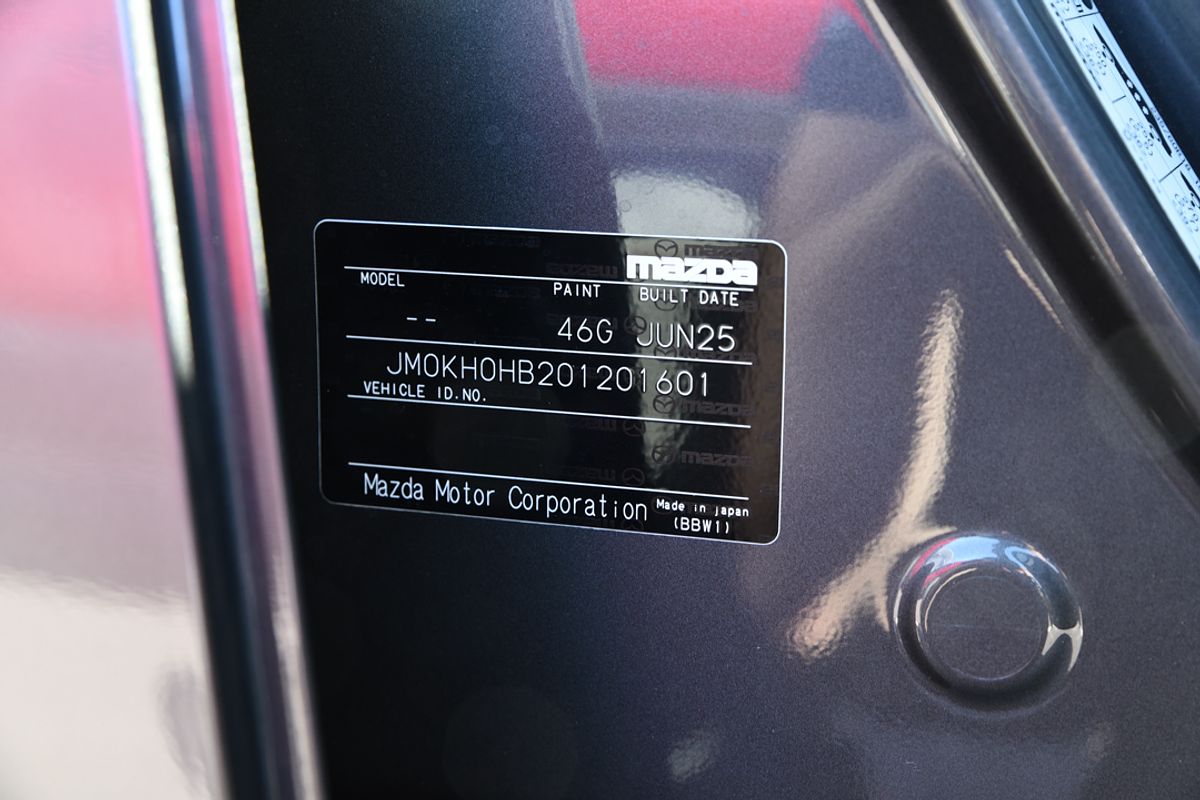 mazda
MODEL PAINT BUILT DATE
-- 46G JUN25
JM0KH0HB201201601
VEHICLE ID.NO.
Mazda Motor Corporation Made in japan
(BBW1)